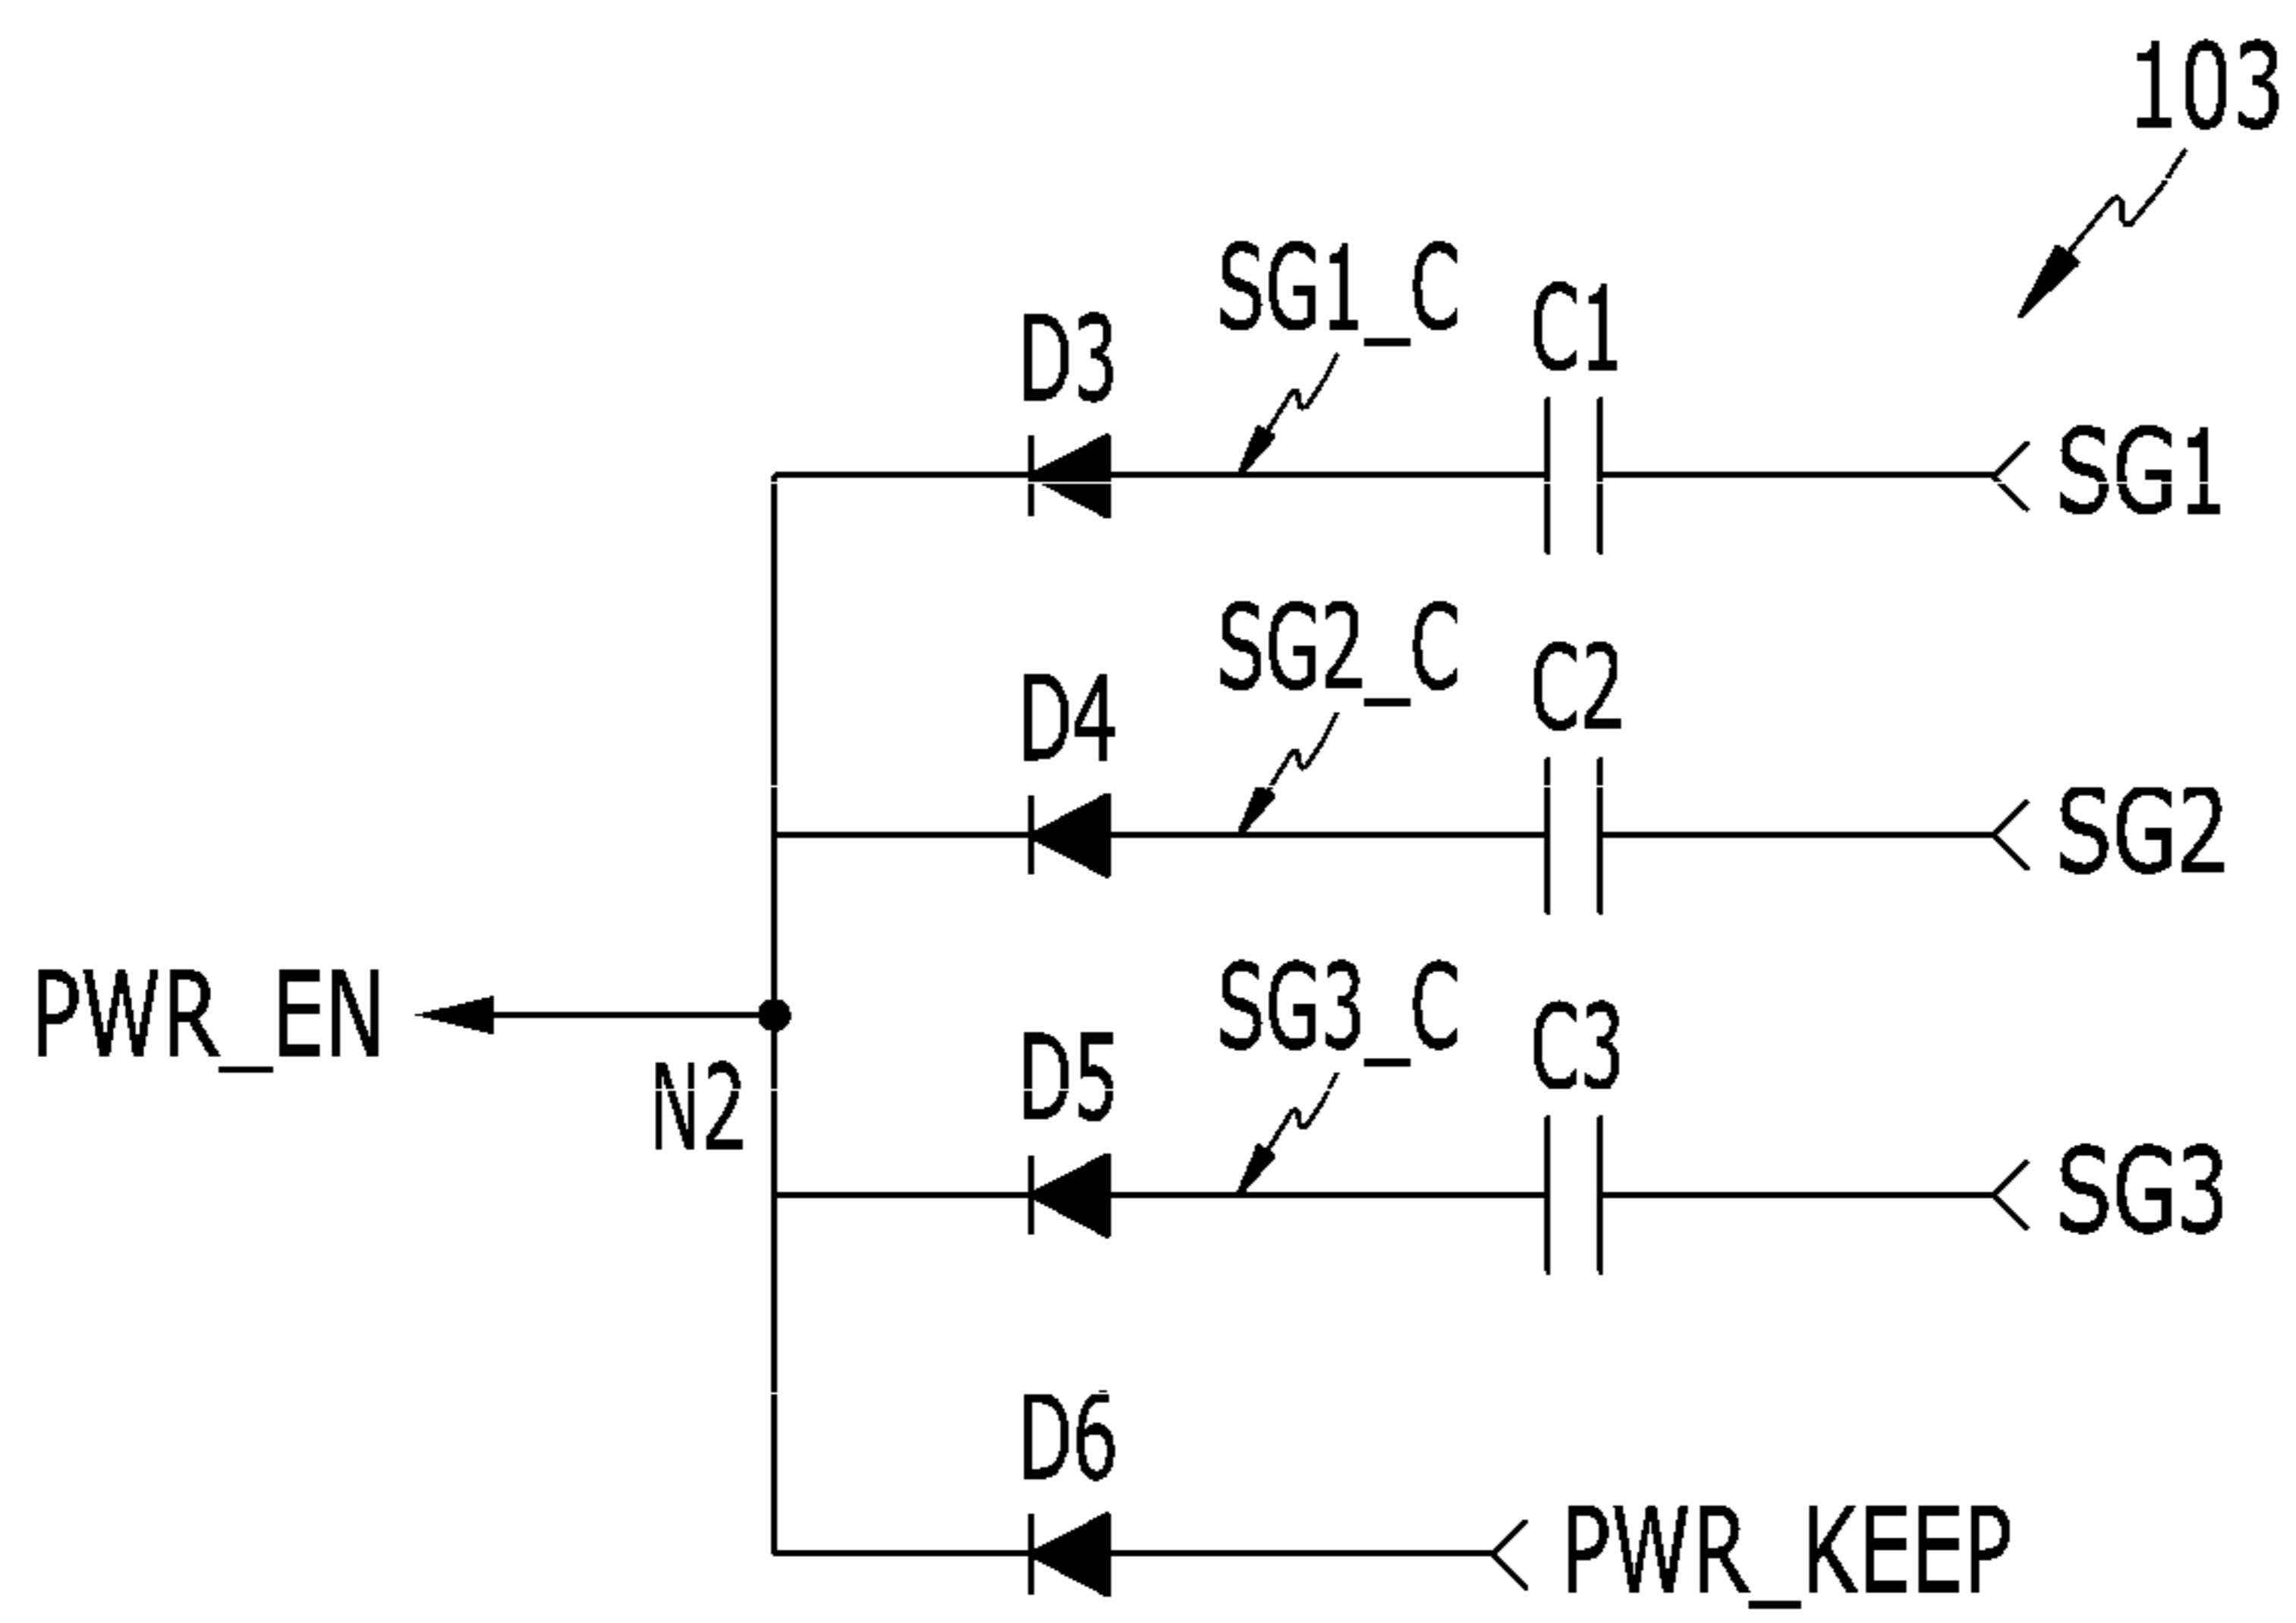 103
SG1_C
C1
D3
SG1
SG2_C
C2
D4
SG2
PWR_EN
N2
SG3_C
C3
D5
SG3
D6
PWR_KEEP